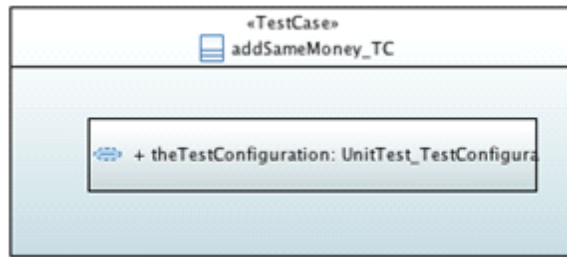 «TestCase»
addSameMoney_TC
+ theTestConfiguration: UnitTest_TestConfigura